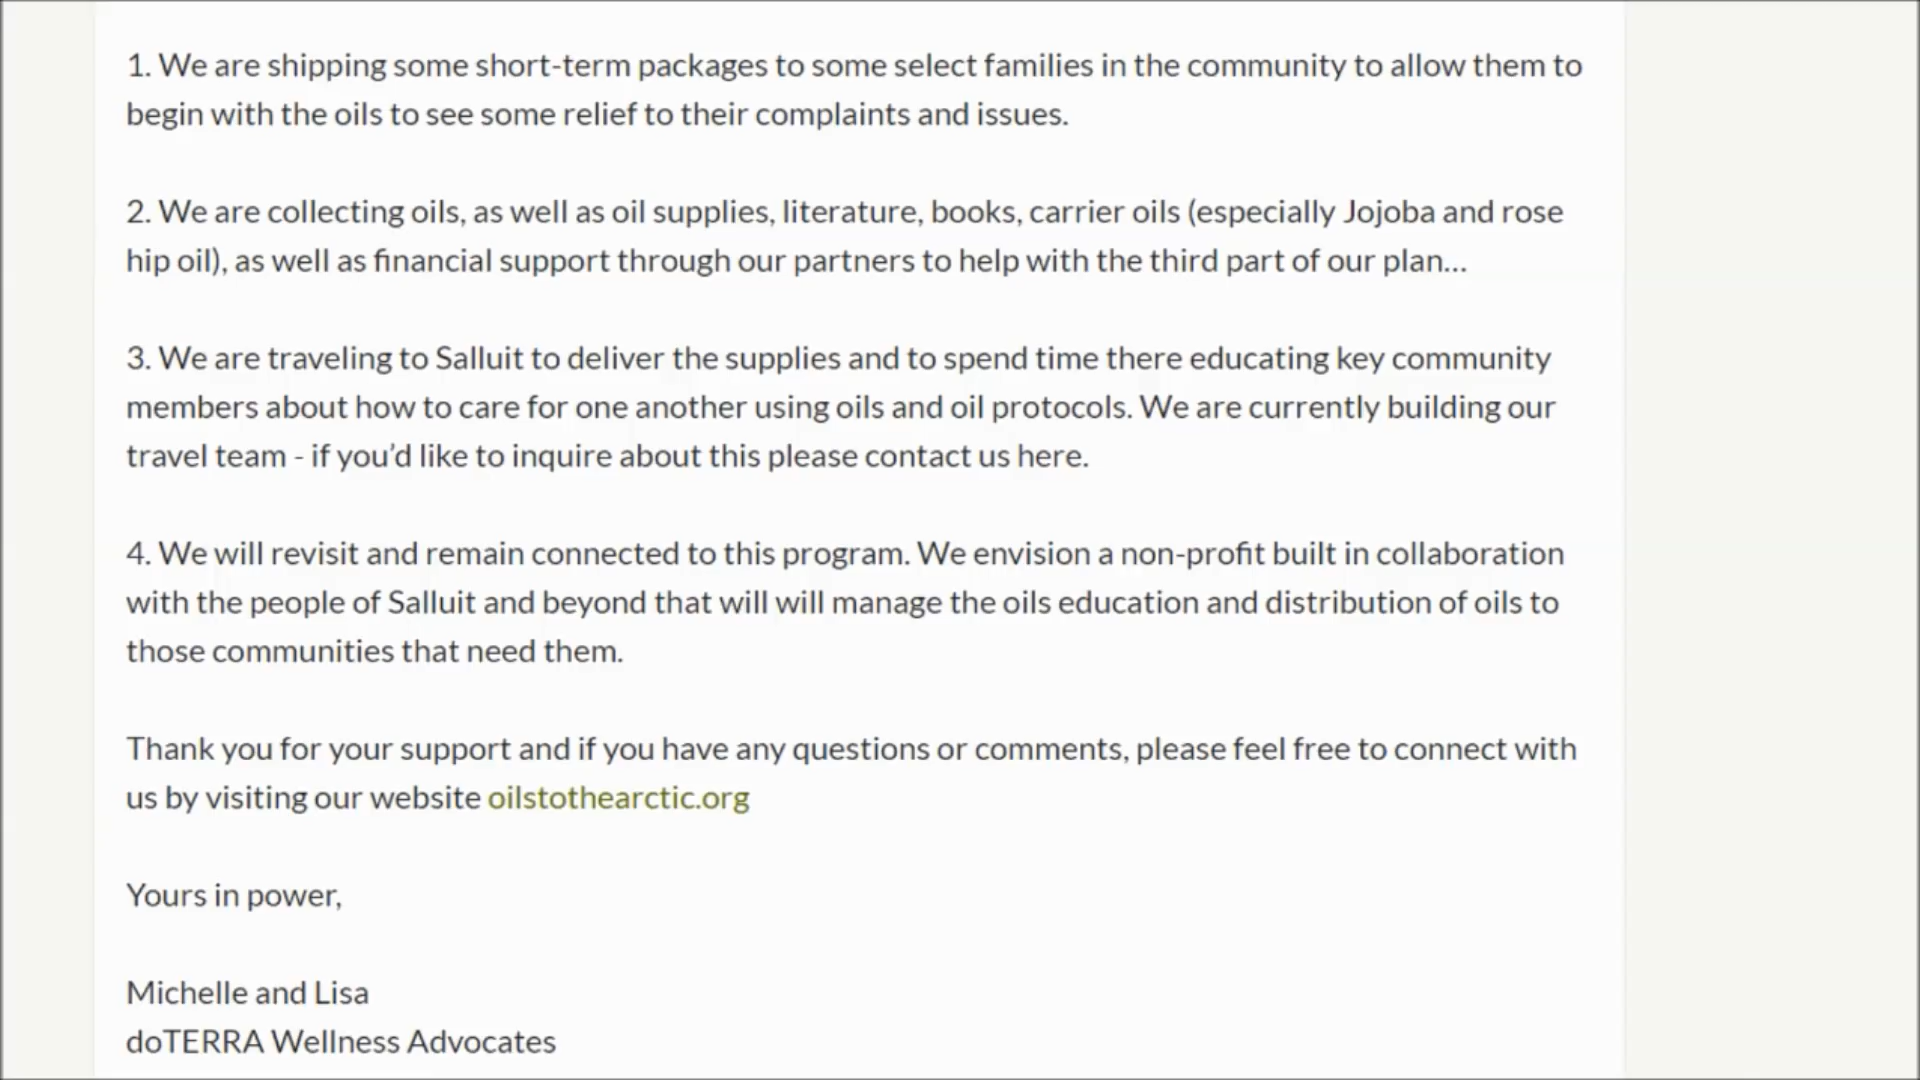 1. We are shipping some short-term packages to some select families in the community to allow them to
begin with the oils to see some relief to their complaints and issues.
2. We are collecting oils, as well as oil supplies, literature, books, carrier oils (especially Jojoba and rose
hip oil), as well as financial support through our partners to help with the third part of our plan...
3. We are traveling to Salluit to deliver the supplies and to spend time there educating key community
members about how to care for one another using oils and oil protocols. We are currently building our
travel team - if you’d like to inquire about this please contact us here.
4. We will revisit and remain connected to this program. We envision a non-profit built in collaboration
with the people of Salluit and beyond that will will manage the oils education and distribution of oils to
those communities that need them.
Thank you for your support and if you have any questions or comments, please feel free to connect with
us by visiting our website oilstothearctic.org
Yours in power,
Michelle and Lisa
doTERRA Wellness Advocates